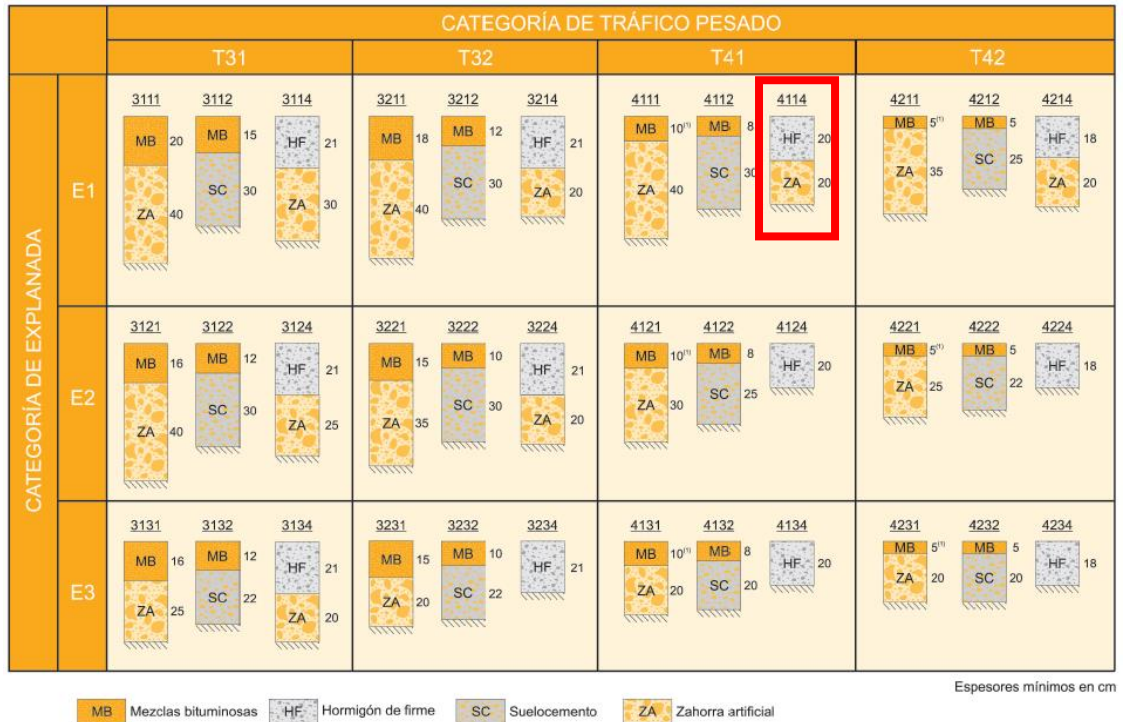 CATEGORÍA DE TRÁFICO PESADO
T31 T32 T41 T42
CATEGORÍA DE EXPLANADA
E1
3111 3112 3114 3211 3212 3214 4111 4112 4114 4211 4212 4214
MB 20 MB 15 HF 21 MB 18 MB 12 HF 21 MB 10(1) MB 8 HF 20 MB 5(1) MB 5 HF 18
ZA 40 SC 30 ZA 30 ZA 40 SC 30 ZA 20 ZA 40 SC 30 ZA 20 ZA 35 SC 25 ZA 20
E2
3121 3122 3124 3221 3222 3224 4121 4122 4124 4221 4222 4224
MB 16 MB 12 HF 21 MB 15 MB 10 HF 21 MB 10(1) MB 8 HF 20 MB 5(1) MB 5 HF 18
ZA 40 SC 30 ZA 25 ZA 35 SC 30 ZA 20 ZA 30 SC 25 ZA 25 SC 22
E3
3131 3132 3134 3231 3232 3234 4131 4132 4134 4231 4232 4234
MB 16 MB 12 HF 21 MB 15 MB 10 HF 21 MB 10(1) MB 8 HF 20 MB 5(1) MB 5 HF 18
ZA 25 SC 22 ZA 20 ZA 20 SC 22 ZA 20 SC 20 ZA 20 SC 20
Espesores mínimos en cm
MB Mezclas bituminosas HF Hormigón de firme SC Suelocemento ZA Zahorra artificial